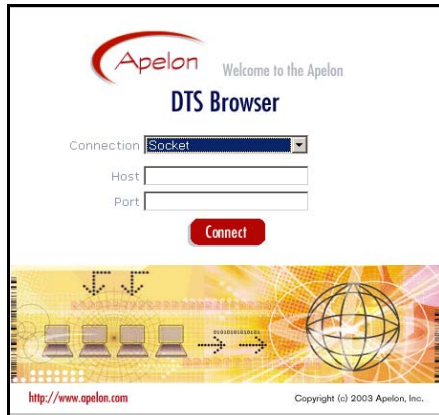 Apelon
Welcome to the Apelon
DTS Browser
Connection Socket
Host
Port
Connect
010101010101
http://www.apelon.com
Copyright (c) 2003 Apelon, Inc.